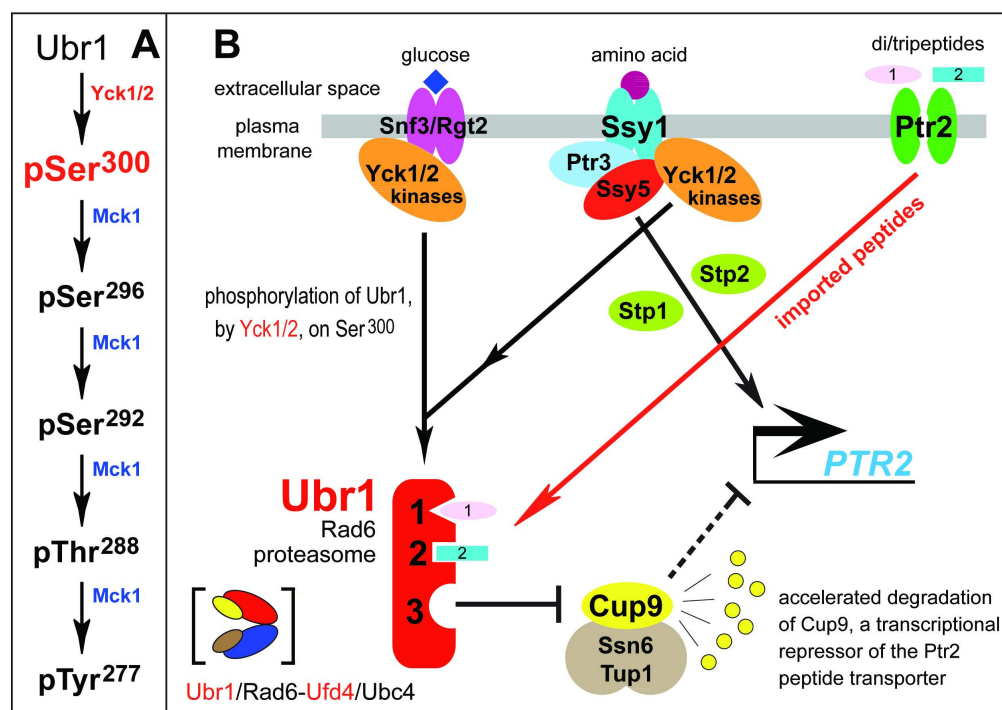 Ubr1
A
Yck1/2
pSer300
Mck1
pSer296
Mck1
pSer292
Mck1
pThr288
Mck1
pTyr277
B
glucose
amino acid
di/tripeptides
1
2
extracellular space
plasma
membrane
Snf3/Rgt2
Ssy1
Ptr2
Yck1/2
kinases
Ptr3
Ssy5
Yck1/2
kinases
Stp2
Stp1
imported peptides
phosphorylation of Ubr1,
by Yck1/2, on Ser300
PTR2
Ubr1
Rad6
proteasome
1
1
2
2
3
Cup9
Ssn6
Tup1
accelerated degradation
of Cup9, a transcriptional
repressor of the Ptr2
peptide transporter
Ubr1/Rad6-Ufd4/Ubc4